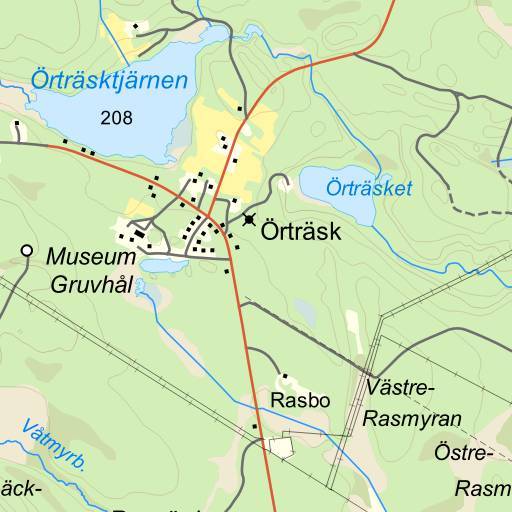 Örträsktjärnen
208
Örträsket
Örträsk
Museum
Gruvhål
Västre-
Rasmyran
Rasbo
Våtmyrb.
Östre-
Rasm
äck-